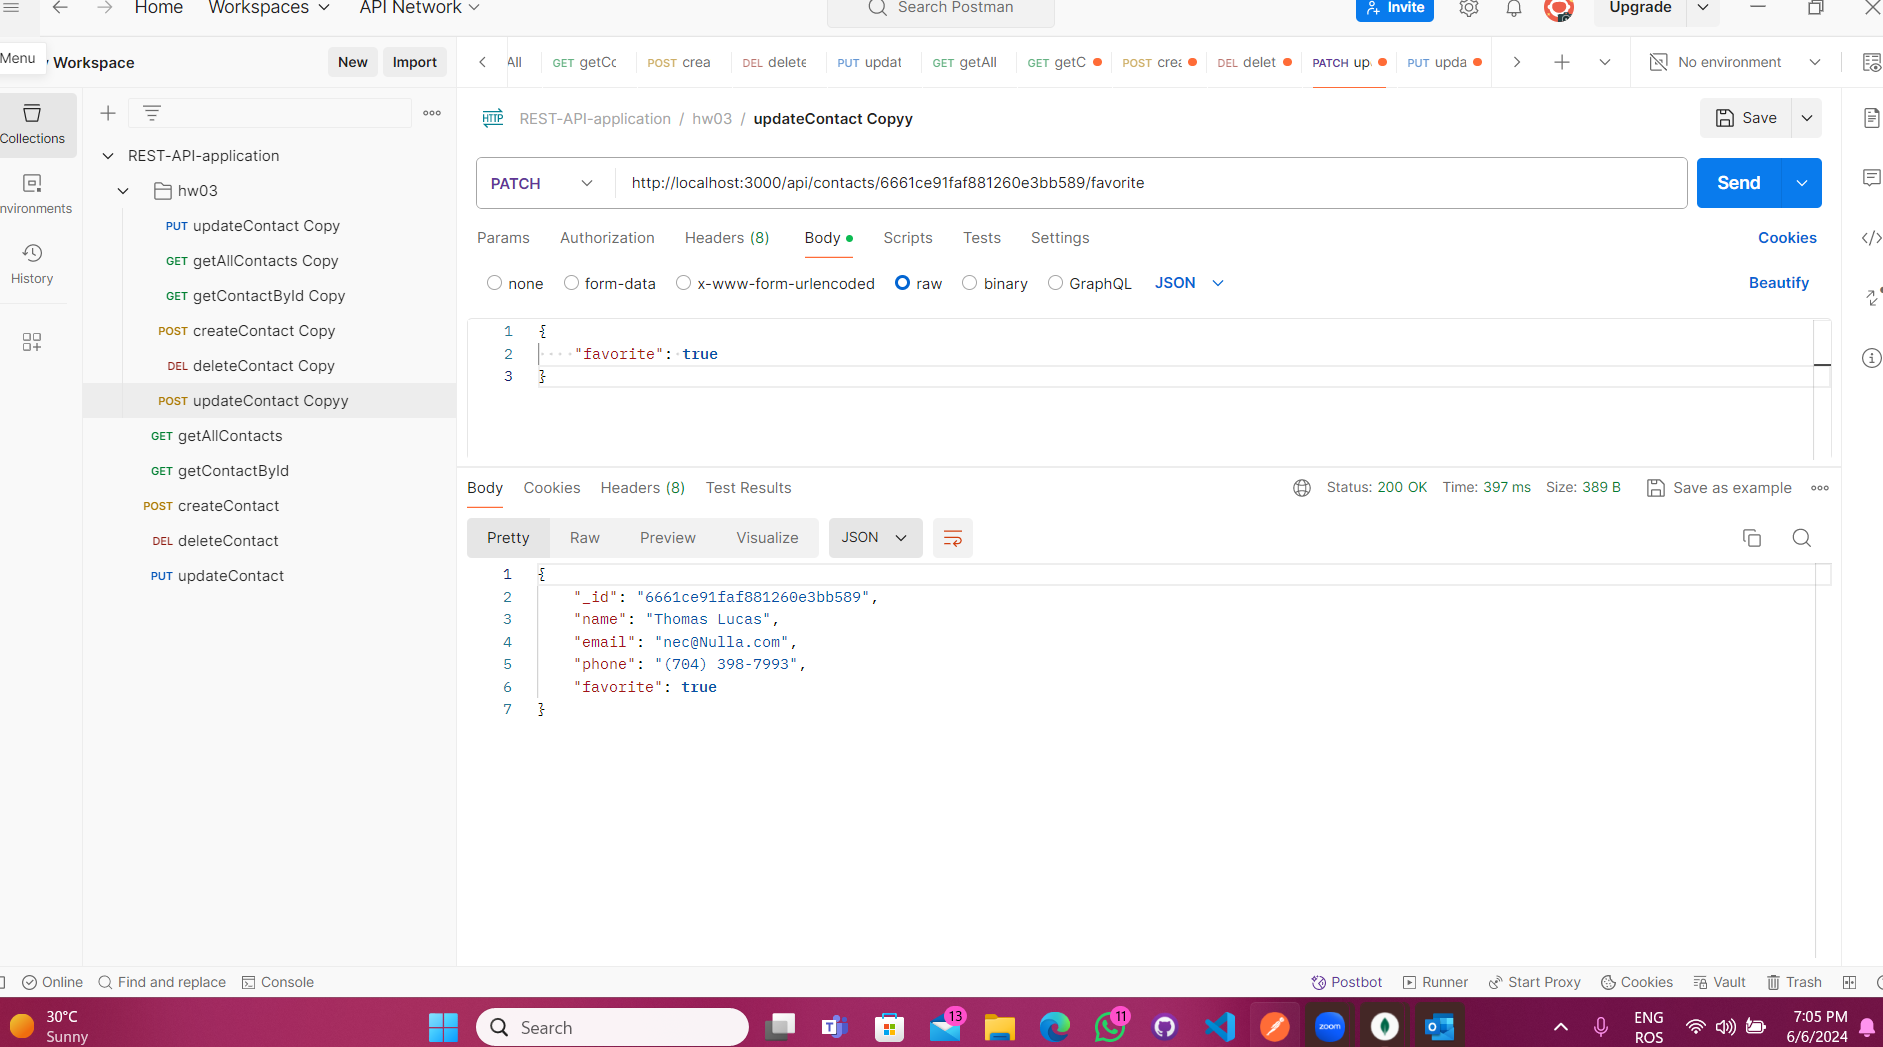 Home
Workspaces
API Network
Search Postman
Invite
Upgrade
Menu
Workspace
New
Import
All
GET getCo
POST crea
DEL delete
PUT updat
GET getAll
GET getC
POST crea
DEL delet
PATCH up
PUT upda
No environment
Collections
nvironments
History
REST-API-application
hw03
PUT updateContact Copy
GET getAllContacts Copy
GET getContactById Copy
POST createContact Copy
DEL deleteContact Copy
POST updateContact Copyy
GET getAllContacts
GET getContactById
POST createContact
DEL deleteContact
PUT updateContact
HTTP REST-API-application / hw03 / updateContact Copyy
Save
PATCH
http://localhost:3000/api/contacts/6661ce91faf881260e3bb589/favorite
Send
Params Authorization Headers (8) Body Scripts Tests Settings
Cookies
none form-data x-www-form-urlencoded raw binary GraphQL JSON
Beautify
1 {
2 "favorite": true
3 }
Body Cookies Headers (8) Test Results
Status: 200 OK Time: 397 ms Size: 389 B
Save as example
Pretty Raw Preview Visualize JSON
1 {
2 "_id": "6661ce91faf881260e3bb589",
3 "name": "Thomas Lucas",
4 "email": "nec@Nulla.com",
5 "phone": "(704) 398-7993",
6 "favorite": true
7 }
Online Find and replace Console
Postbot Runner Start Proxy Cookies Vault Trash
30°C
Sunny
Search
13
11
zoom
ENG
ROS
7:05 PM
6/6/2024